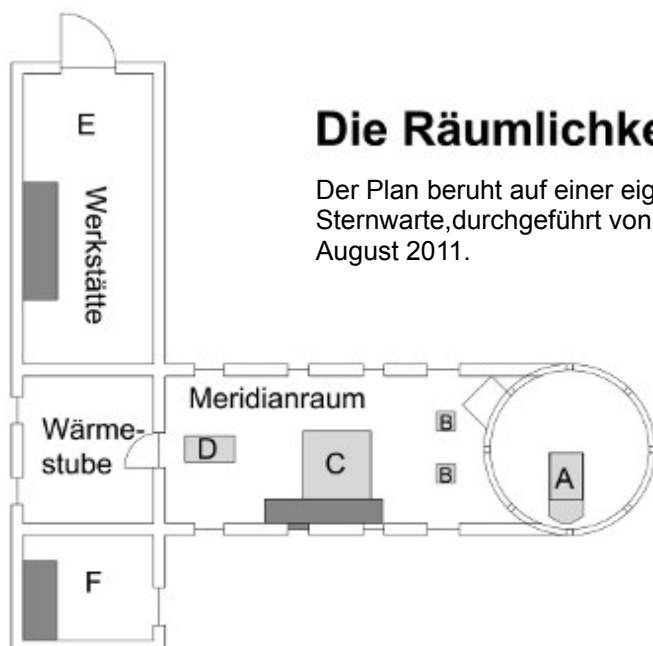 E
Werkstätte
Die Räumlichke
Der Plan beruht auf einer eig
Sternwarte,durchgeführt von
August 2011.
Meridianraum
Wärme-
stube
D
C
B
B
A
F